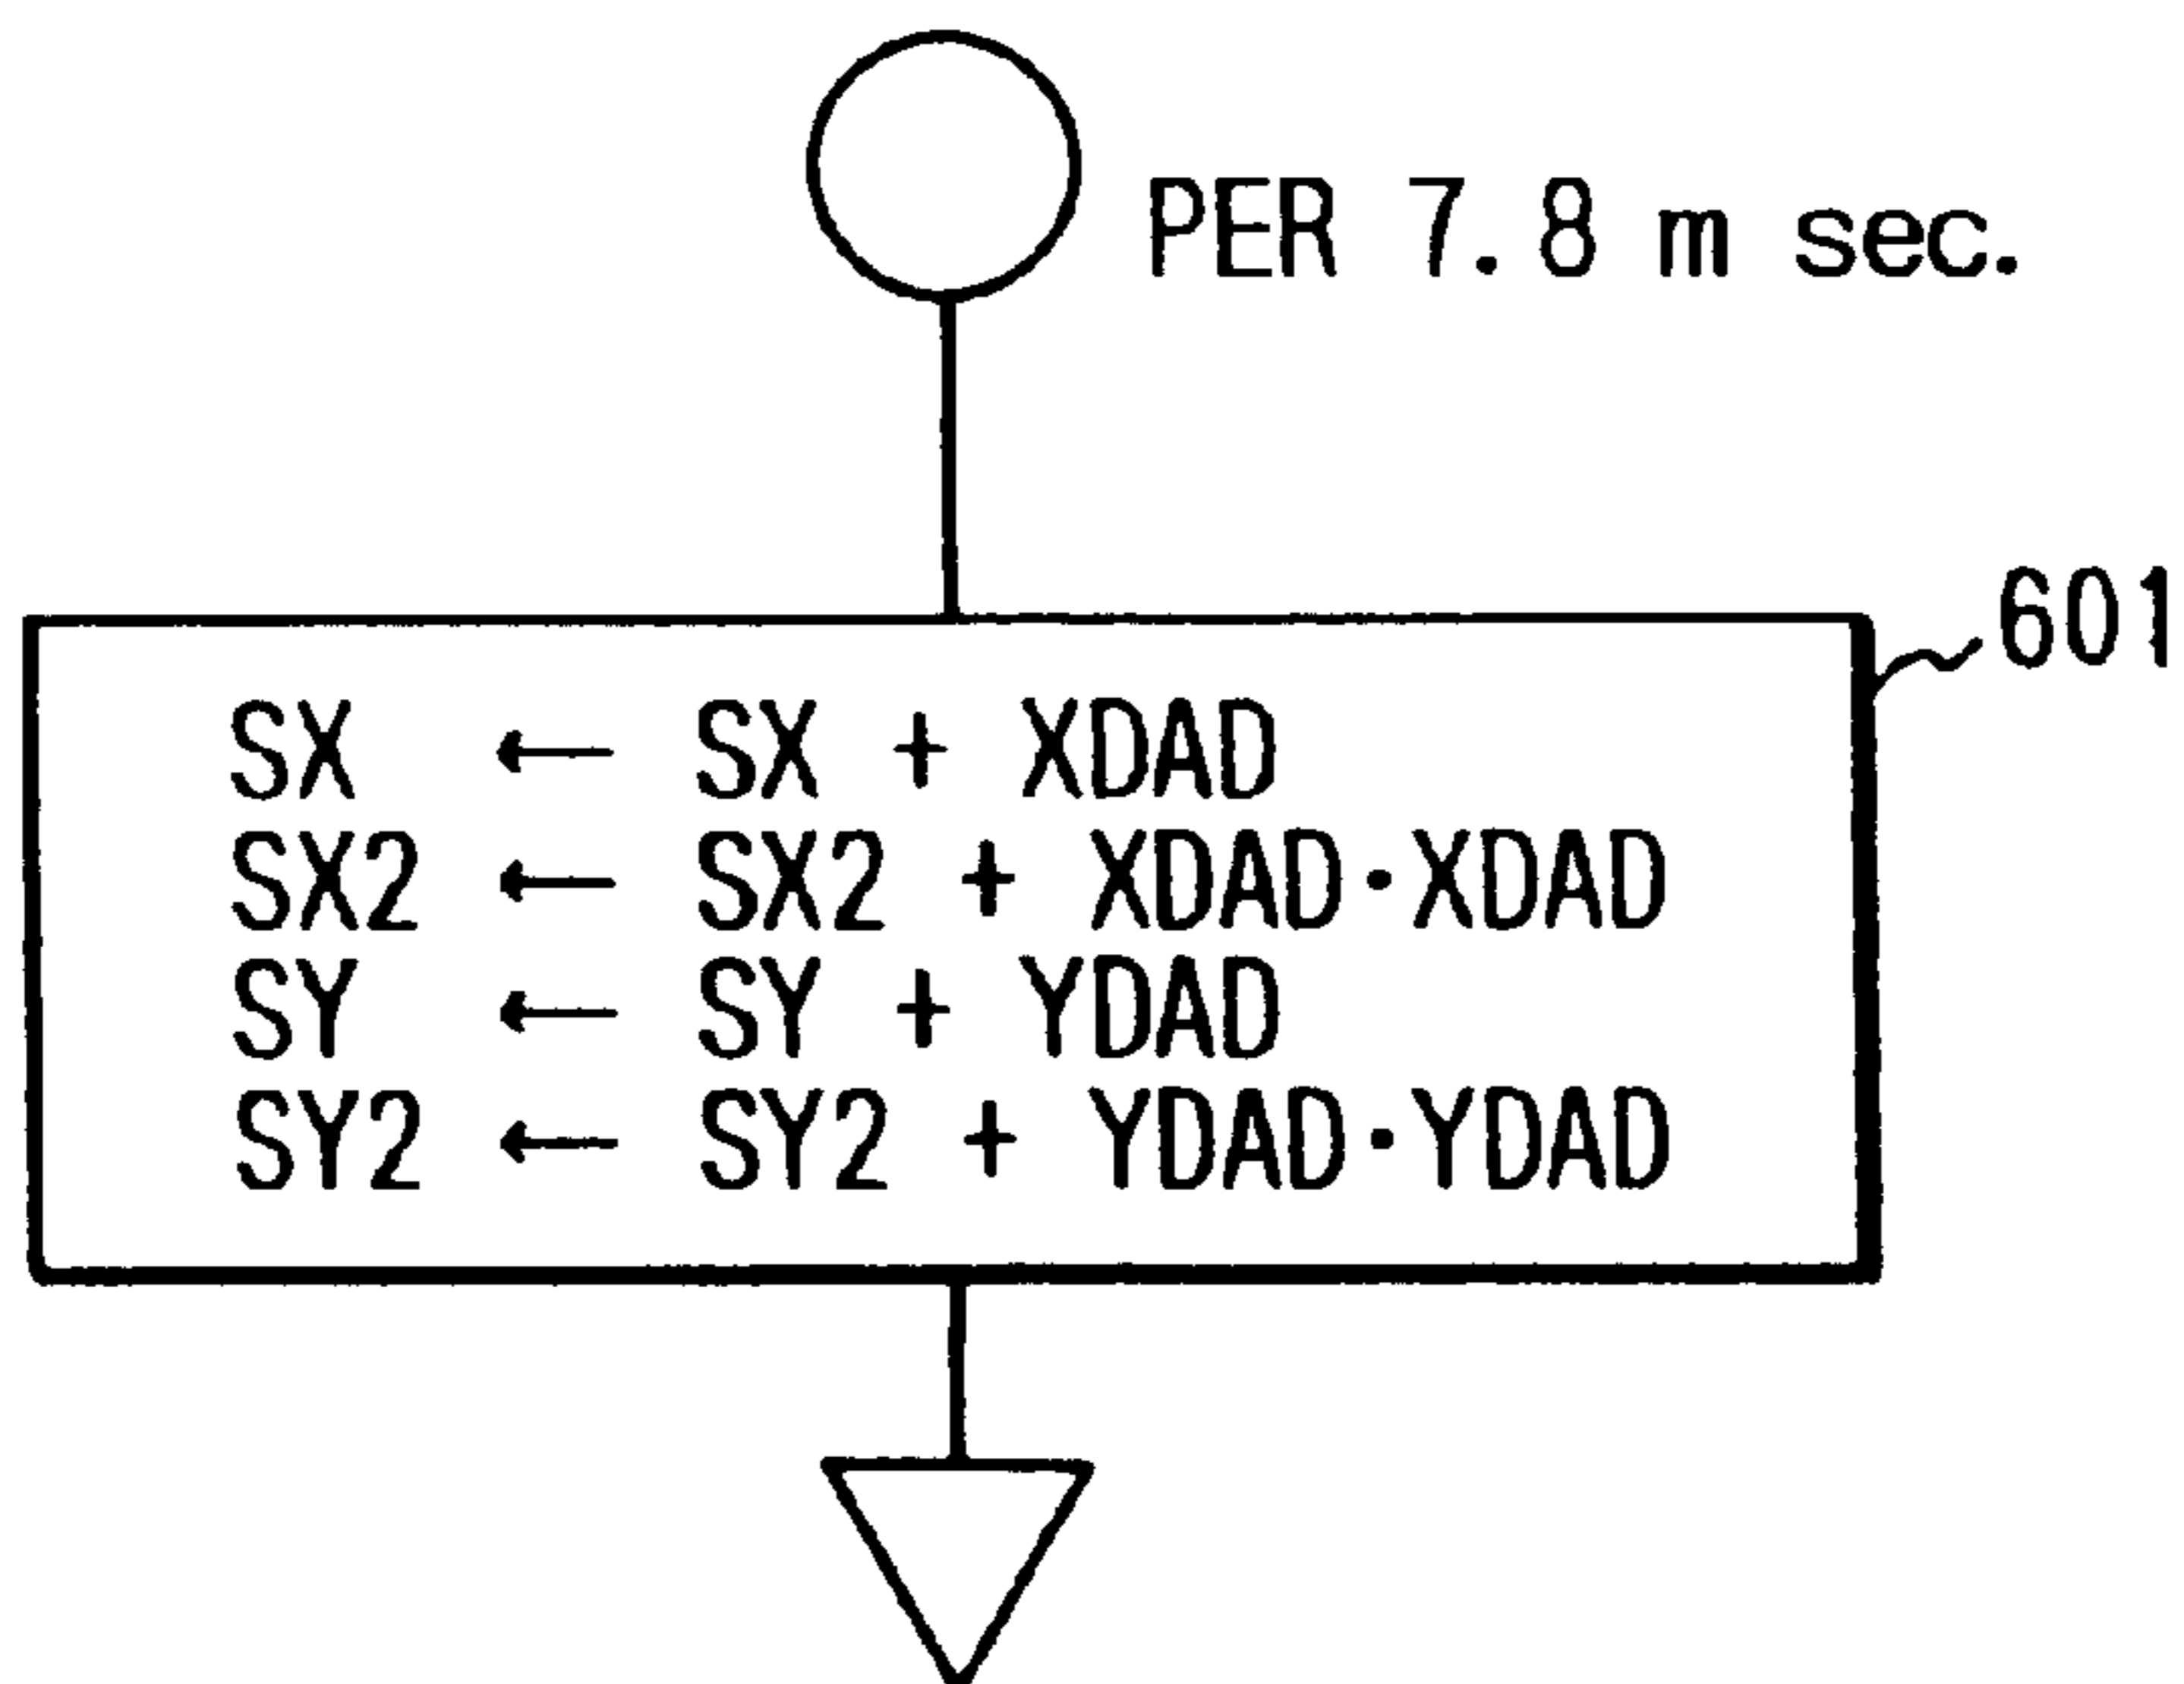 PER 7.8 m sec.
601
SX ← SX + XDAD
SX2 ← SX2 + XDAD·XDAD
SY ← SY + YDAD
SY2 ← SY2 + YDAD·YDAD